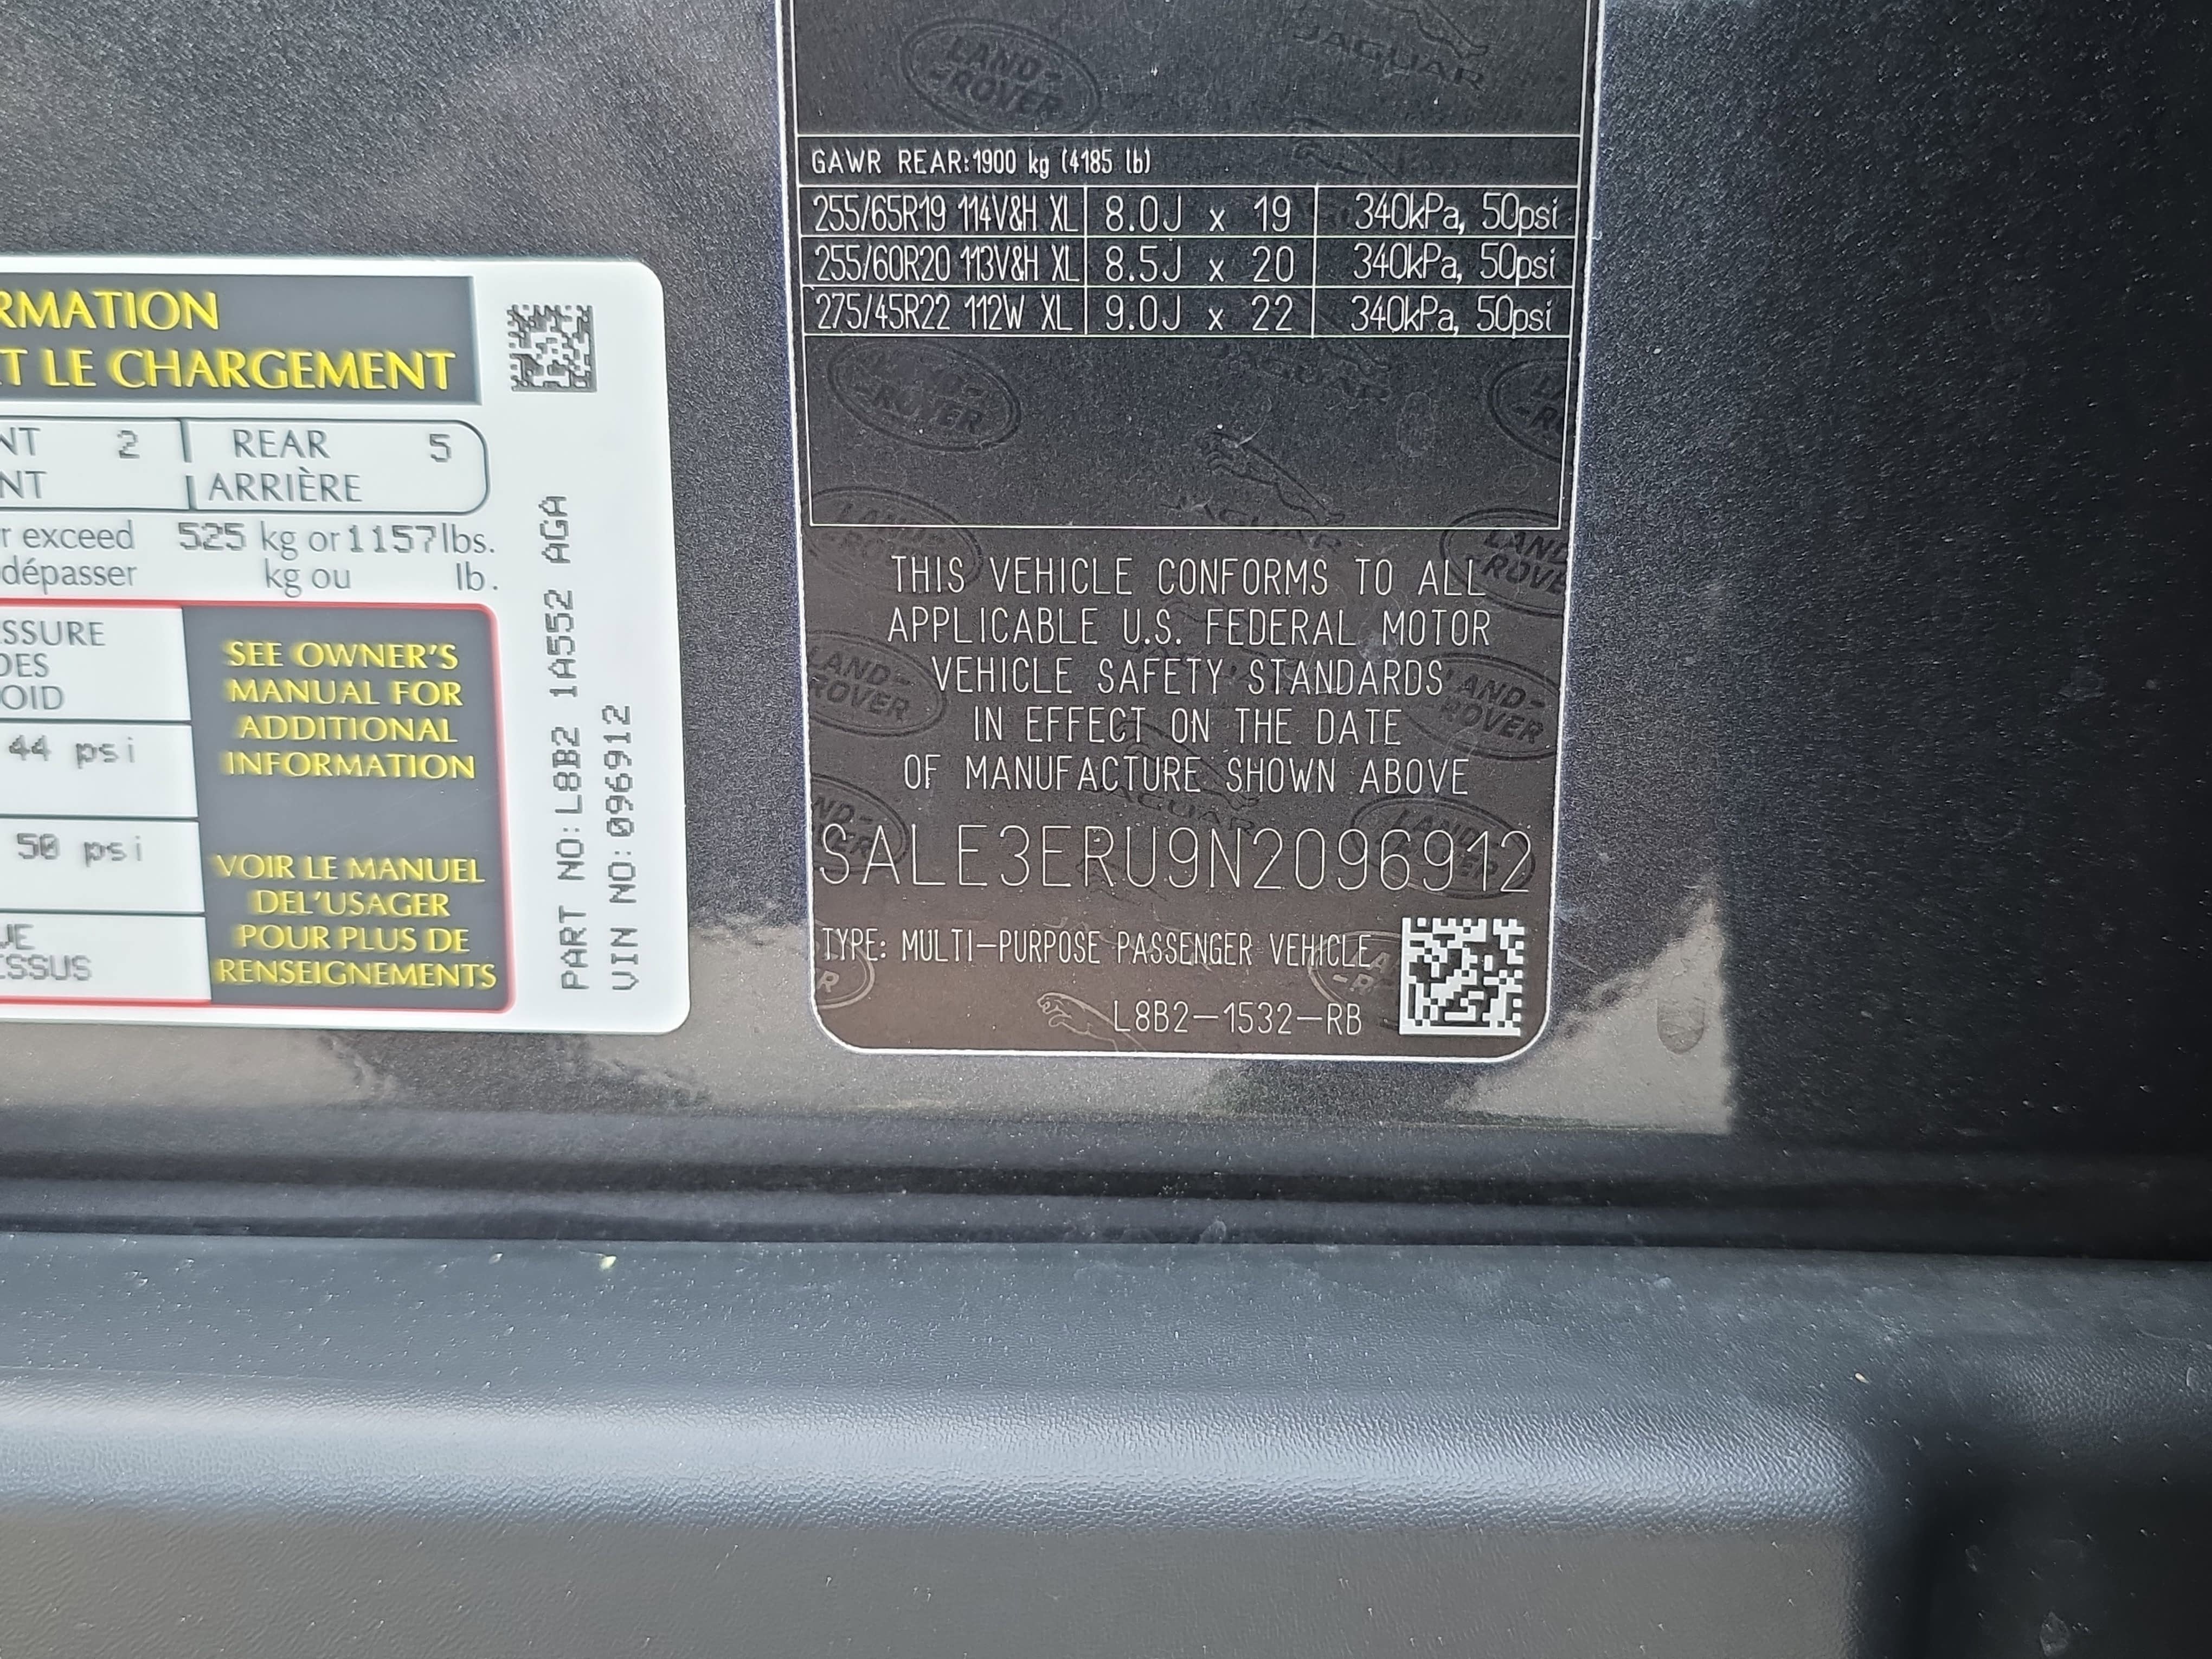 RMATION
ET LE CHARGEMENT
NT 2 REAR 5
NT ARRIÈRE
r exceed 525 kg or 1157 lbs.
dépasser kg ou lb.
SSURE
DES
OID
44 psi
50 psi
UE
ESSUS
SEE OWNER'S
MANUAL FOR
ADDITIONAL
INFORMATION
VOIR LE MANUEL
DEL'USAGER
POUR PLUS DE
RENSEIGNEMENTS
PART NO:L8B2 1A552 AGA
VIN NO:096912
LAND-
-ROVER
JAGUAR
GAWR REAR:1900 kg (4185 lb)
255/65R19 114V&H XL 8.0J x 19 340kPa, 50psi
255/60R20 113V&H XL 8.5J x 20 340kPa, 50psi
275/45R22 112W XL 9.0J x 22 340kPa, 50psi
THIS VEHICLE CONFORMS TO ALL
APPLICABLE U.S. FEDERAL MOTOR
VEHICLE SAFETY STANDARDS
IN EFFECT ON THE DATE
OF MANUFACTURE SHOWN ABOVE
SALE3ERU9N2096912
TYPE: MULTI-PURPOSE PASSENGER VEHICLE
L8B2-1532-RB